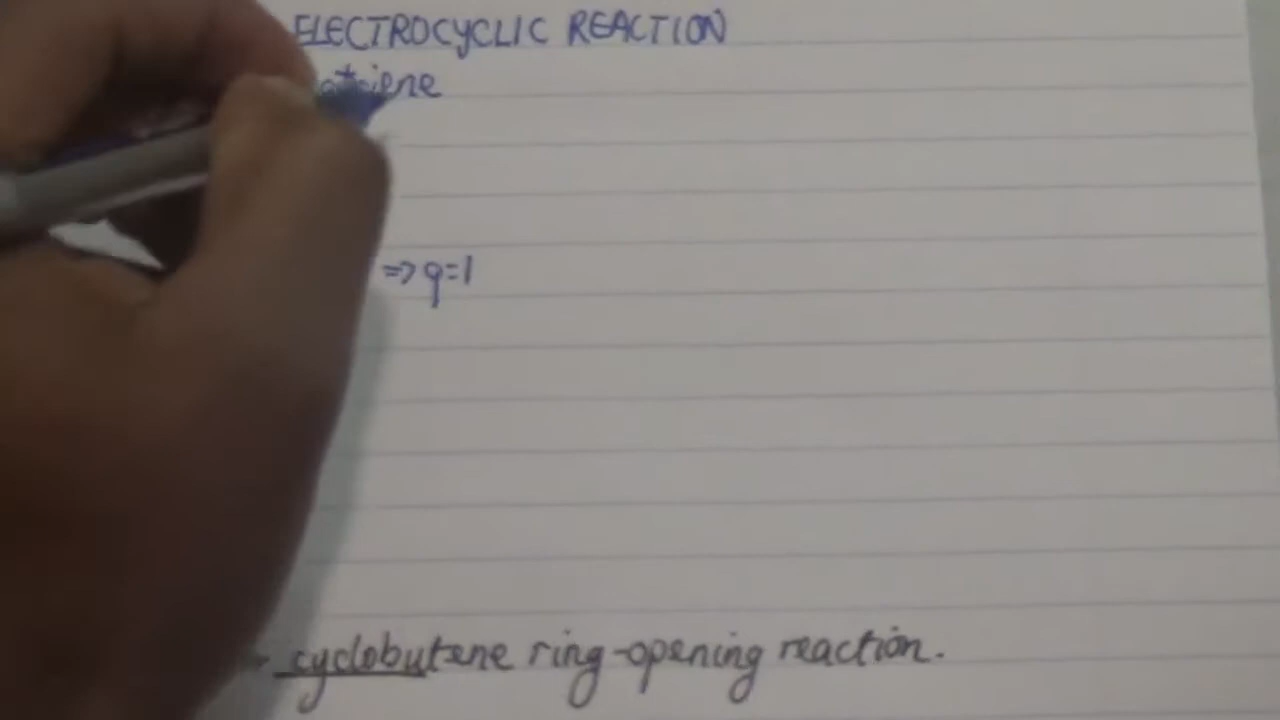 ELECTROCYCLIC REACTION
=> q=1
cyclobutene ring-opening reaction.